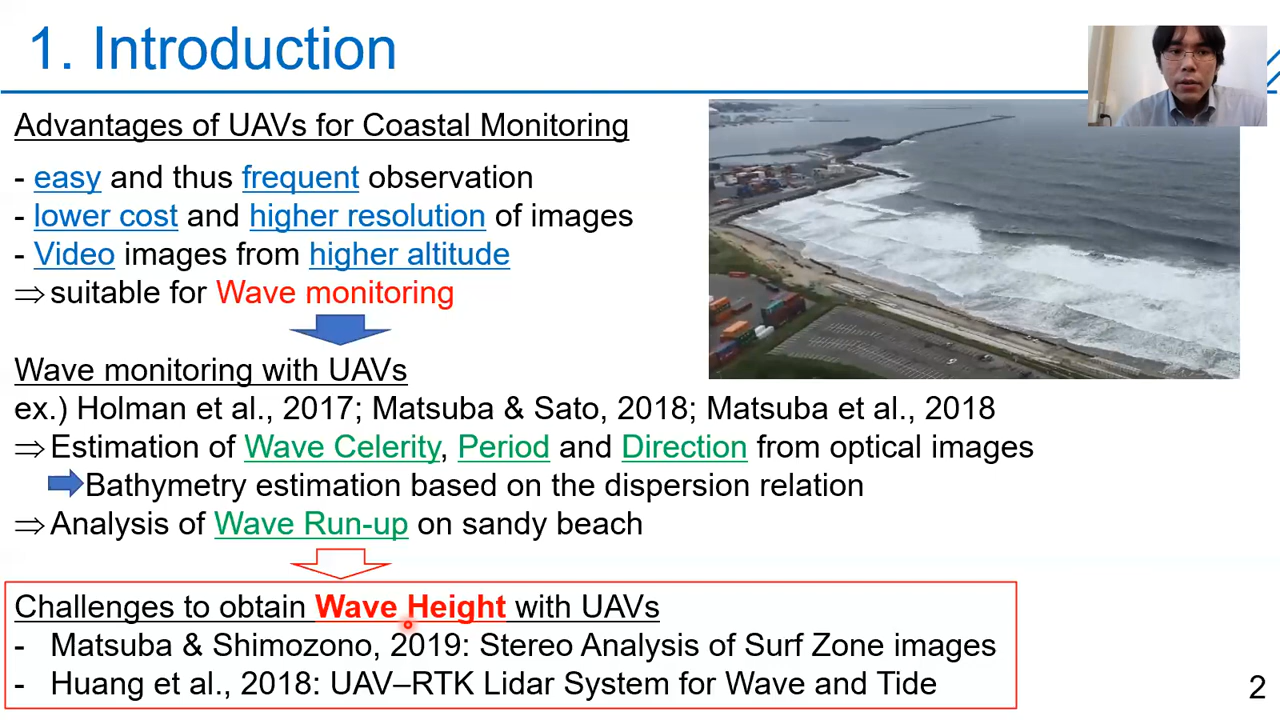 1. Introduction
Advantages of UAVs for Coastal Monitoring
- easy and thus frequent observation
- lower cost and higher resolution of images
- Video images from higher altitude
⇒ suitable for Wave monitoring
Wave monitoring with UAVs
ex.) Holman et al., 2017; Matsuba & Sato, 2018; Matsuba et al., 2018
⇒ Estimation of Wave Celerity, Period and Direction from optical images
Bathymetry estimation based on the dispersion relation
⇒ Analysis of Wave Run-up on sandy beach
Challenges to obtain Wave Height with UAVs
- Matsuba & Shimozono, 2019: Stereo Analysis of Surf Zone images
- Huang et al., 2018: UAV–RTK Lidar System for Wave and Tide
2